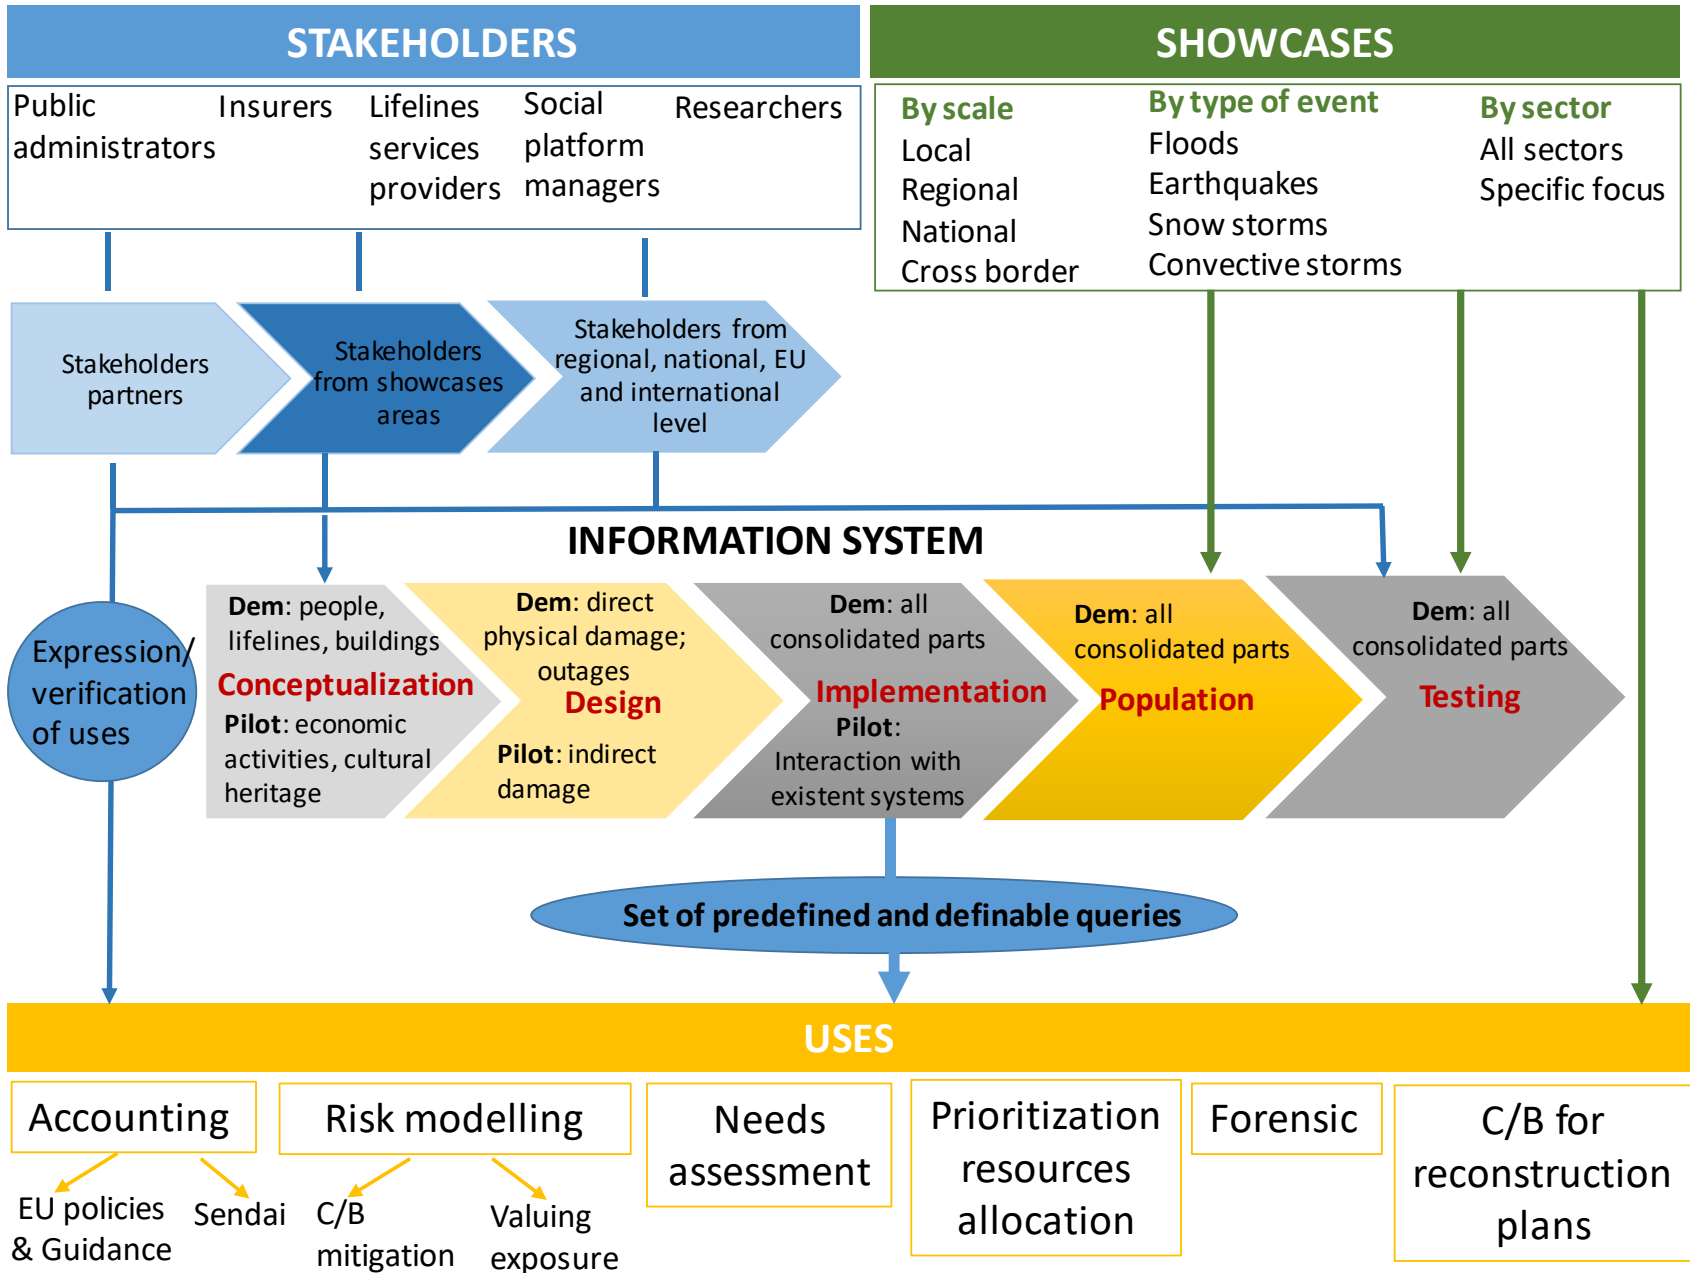 STAKEHOLDERS
Public
administrators
Insurers
Lifelines
services
providers
Social
platform
managers
Researchers
SHOWCASES
By scale
Local
Regional
National
Cross border
By type of event
Floods
Earthquakes
Snow storms
Convective storms
By sector
All sectors
Specific focus
Stakeholders
partners
Stakeholders
from showcases
areas
Stakeholders from
regional, national, EU
and international
level
INFORMATION SYSTEM
Expression/
verification
of uses
Dem: people,
lifelines, buildings
Conceptualization
Pilot: economic
activities, cultural
heritage
Dem: direct
physical damage;
outages
Design
Pilot: indirect
damage
Dem: all
consolidated parts
Implementation
Pilot:
Interaction with
existent systems
Dem: all
consolidated parts
Population
Dem: all
consolidated parts
Testing
Set of predefined and definable queries
USES
Accounting
EU policies
& Guidance
Sendai
Risk modelling
C/B
mitigation
Valuing
exposure
Needs
assessment
Prioritization
resources
allocation
Forensic
C/B for
reconstruction
plans